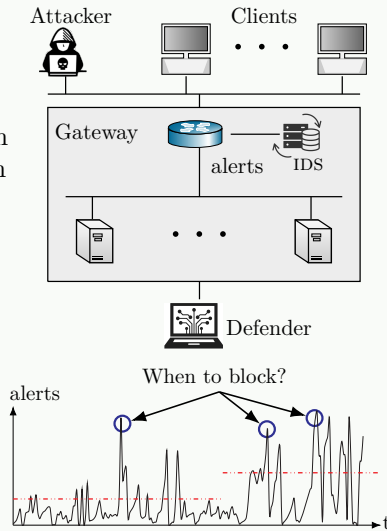 Attacker
Clients
Gateway
alerts
IDS
Defender
When to block?
alerts
t